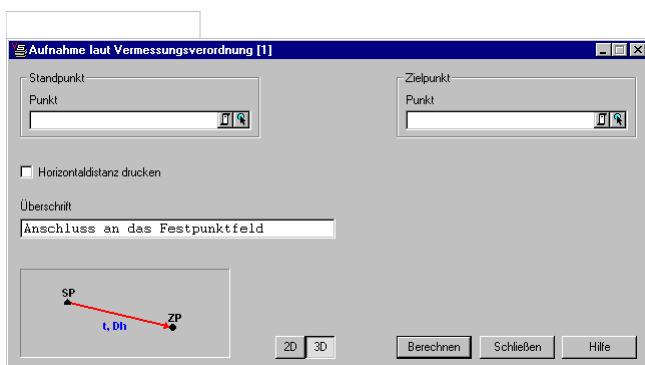 Aufnahme laut Vermessungsverordnung [1]
Standpunkt
Zielpunkt
Punkt
Punkt
Horizontaldistanz drucken
Überschrift
Anschluss an das Festpunktfeld
SP
ZP
t, Dh
2D 3D
Berechnen Schließen Hilfe